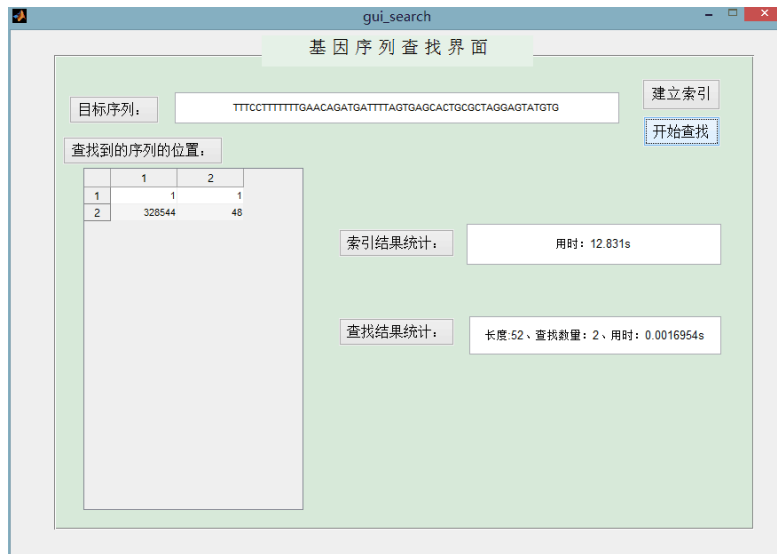 gui_search
基因序列查找界面
建立索引
目标序列：
TTTCCTTTTTTTGAACAGATGATTTTAGTGAGCACTGCGCTAGGAGTATGTG
开始查找
查找到的序列的位置：
1 2
1 1 1
2 328544 48
索引结果统计：
用时：12.831s
查找结果统计：
长度:52、查找数量：2、用时：0.0016954s